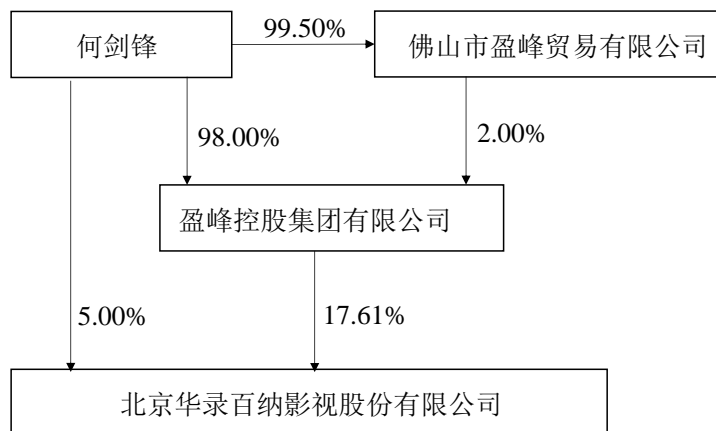 何剑锋
99.50%
佛山市盈峰贸易有限公司
98.00%
2.00%
盈峰控股集团有限公司
5.00%
17.61%
北京华录百纳影视股份有限公司